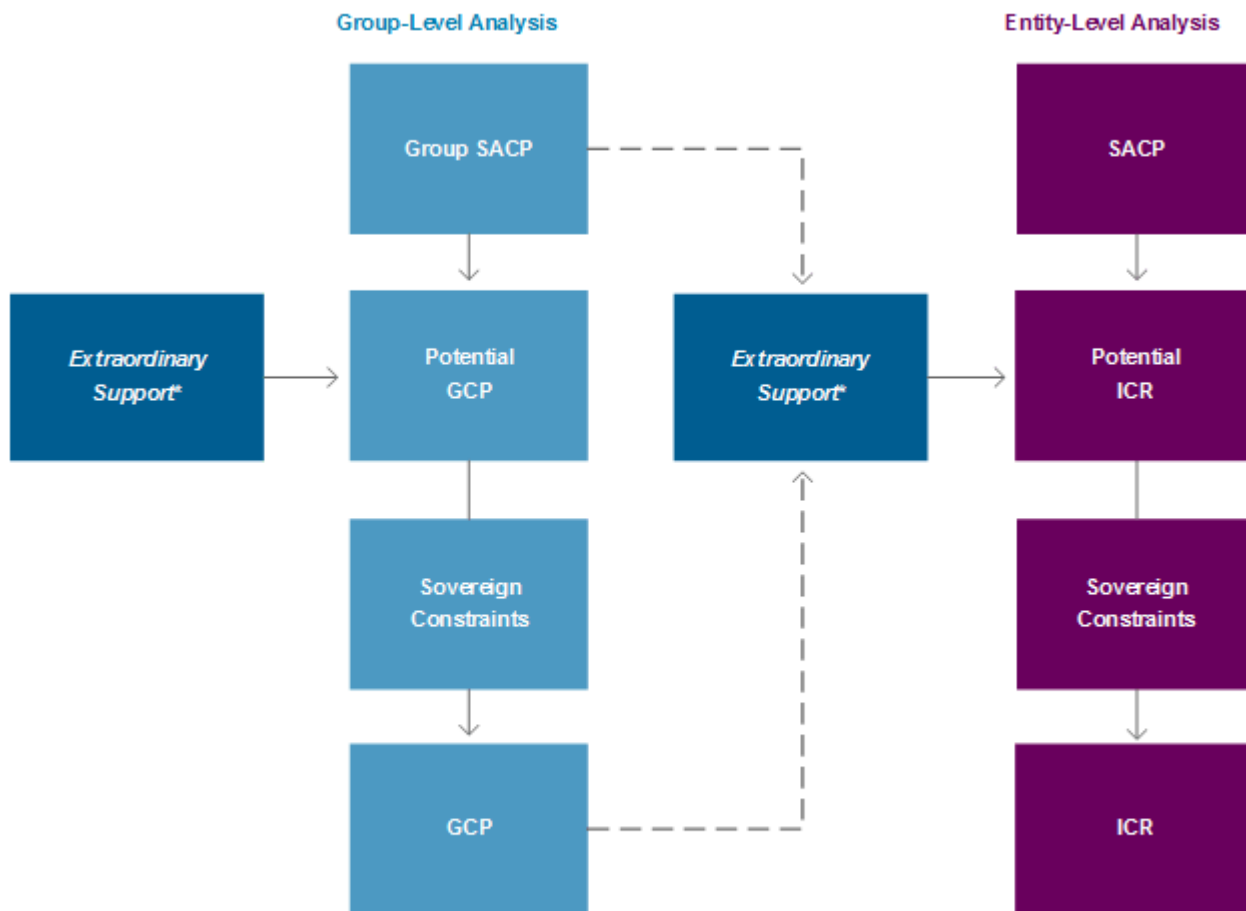 Group-Level Analysis
Entity-Level Analysis
Group SACP
SACP
Extraordinary
Support*
Potential
GCP
Extraordinary
Support*
Potential
ICR
Sovereign
Constraints
Sovereign
Constraints
GCP
ICR